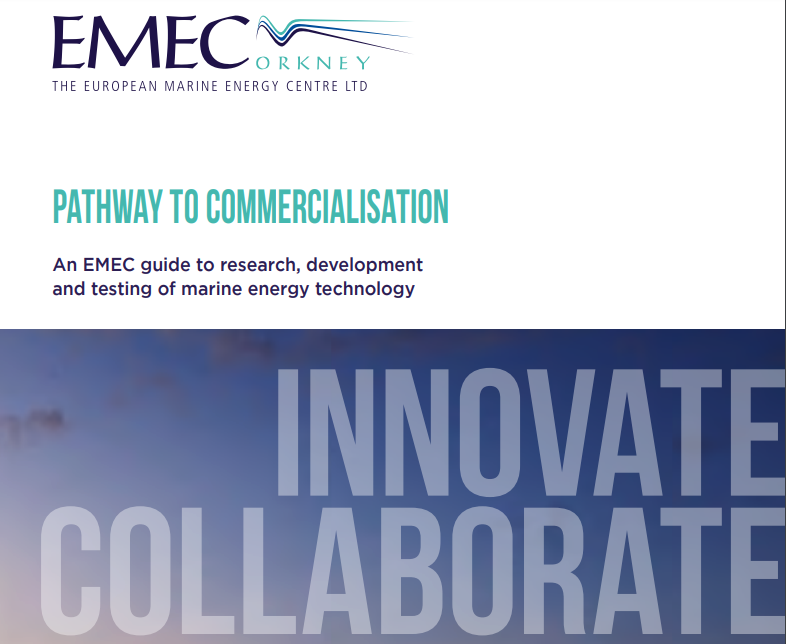 EMEC
ORKNEY
THE EUROPEAN MARINE ENERGY CENTRE LTD
PATHWAY TO COMMERCIALISATION
An EMEC guide to research, development
and testing of marine energy technology
INNOVATE
COLLABORATE